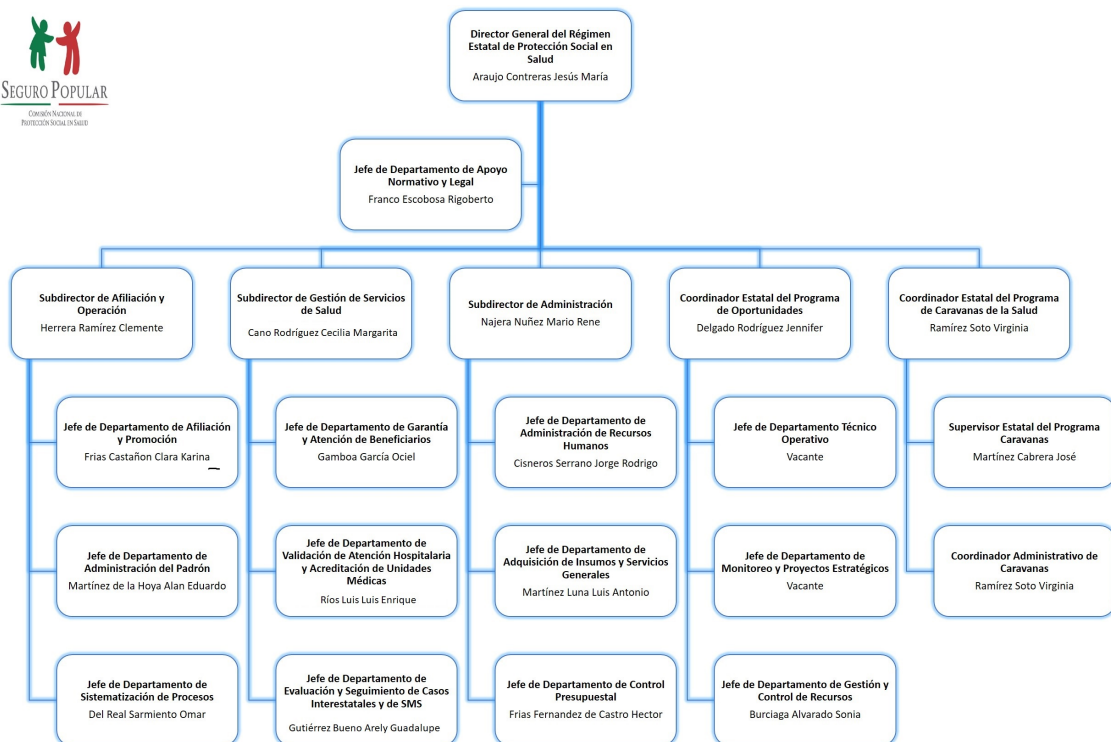 SEGURO POPULAR
COMISIÓN NACIONAL DE
PROTECCIÓN SOCIAL EN SALUD
Director General del Régimen
Estatal de Protección Social en
Salud
Araujo Contreras Jesús María
Jefe de Departamento de Apoyo
Normativo y Legal
Franco Escobosa Rigoberto
Subdirector de Afiliación y
Operación
Herrera Ramírez Clemente
Subdirector de Gestión de Servicios
de Salud
Cano Rodríguez Cecilia Margarita
Subdirector de Administración
Najera Nuñez Mario Rene
Coordinador Estatal del Programa
de Oportunidades
Delgado Rodríguez Jennifer
Coordinador Estatal del Programa
de Caravanas de la Salud
Ramírez Soto Virginia
Jefe de Departamento de Afiliación
y Promoción
Frias Castañon Clara Karina
Jefe de Departamento de Garantía
y Atención de Beneficiarios
Gamboa García Ociel
Jefe de Departamento de
Administración de Recursos
Humanos
Cisneros Serrano Jorge Rodrigo
Jefe de Departamento Técnico
Operativo
Vacante
Supervisor Estatal del Programa
Caravanas
Martínez Cabrera José
Jefe de Departamento de
Administración del Padrón
Martínez de la Hoya Alan Eduardo
Jefe de Departamento de
Validación de Atención Hospitalaria
y Acreditación de Unidades
Médicas
Ríos Luis Luis Enrique
Jefe de Departamento de
Adquisición de Insumos y Servicios
Generales
Martínez Luna Luis Antonio
Jefe de Departamento de
Monitoreo y Proyectos Estratégicos
Vacante
Coordinador Administrativo de
Caravanas
Ramírez Soto Virginia
Jefe de Departamento de
Sistematización de Procesos
Del Real Sarmiento Omar
Jefe de Departamento de
Evaluación y Seguimiento de Casos
Interestatales y de SMS
Gutiérrez Bueno Arely Guadalupe
Jefe de Departamento de Control
Presupuestal
Frias Fernandez de Castro Hector
Jefe de Departamento de Gestión y
Control de Recursos
Burciaga Alvarado Sonia